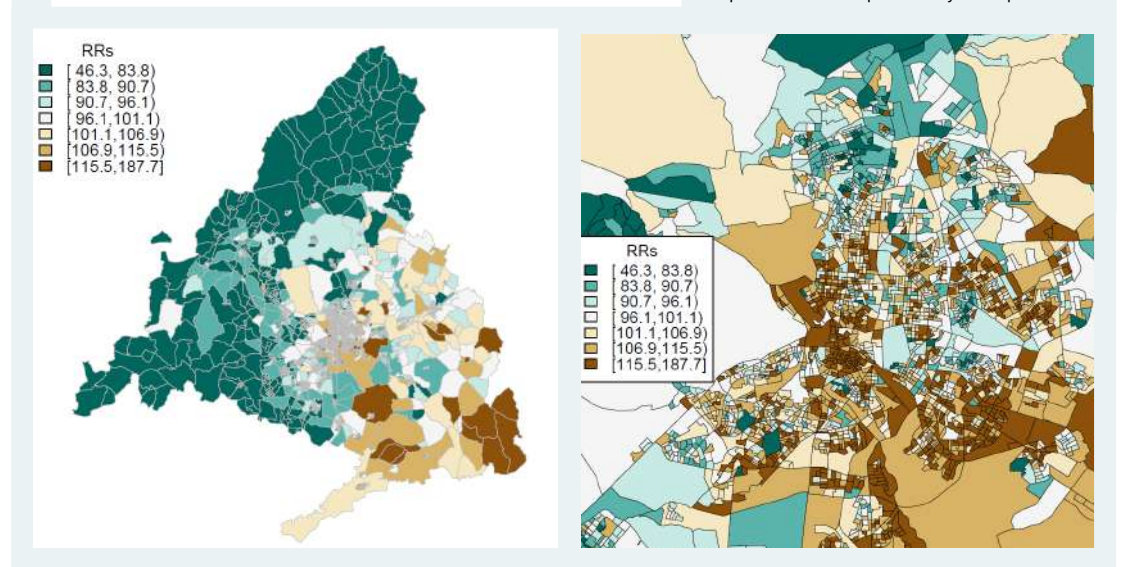 RRs
[ 46.3, 83.8)
[ 83.8, 90.7)
[ 90.7, 96.1)
[ 96.1,101.1)
[101.1,106.9)
[106.9,115.5)
[115.5,187.7]
RRs
[ 46.3, 83.8)
[ 83.8, 90.7)
[ 90.7, 96.1)
[ 96.1,101.1)
[101.1,106.9)
[106.9,115.5)
[115.5,187.7]